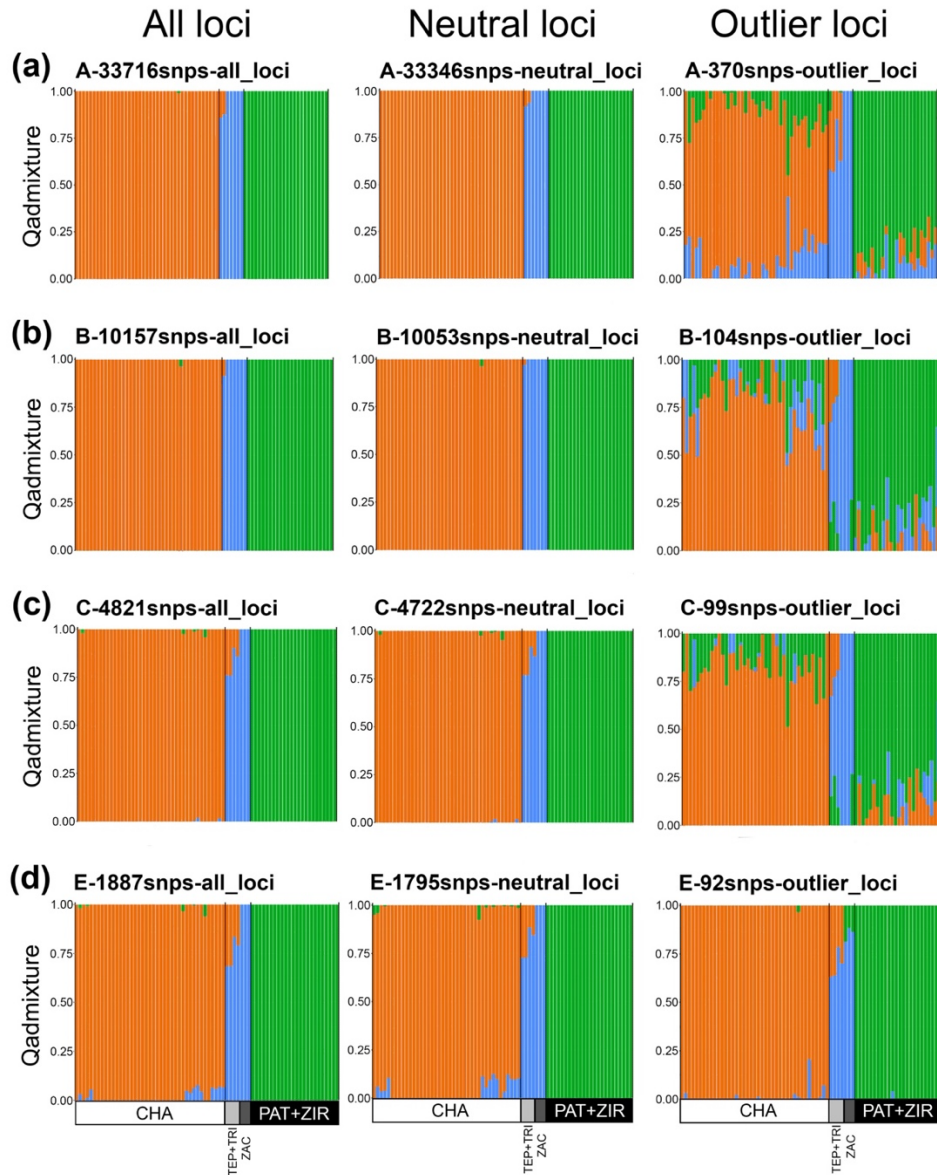 All loci
Neutral loci
Outlier loci
(a)
A-33716snps-all_loci
A-33346snps-neutral_loci
A-370snps-outlier_loci
Qadmixture
1.00
0.75
0.50
0.25
0.00
1.00
0.75
0.50
0.25
0.00
1.00
0.75
0.50
0.25
0.00
(b)
B-10157snps-all_loci
B-10053snps-neutral_loci
B-104snps-outlier_loci
Qadmixture
1.00
0.75
0.50
0.25
0.00
1.00
0.75
0.50
0.25
0.00
1.00
0.75
0.50
0.25
0.00
(c)
C-4821snps-all_loci
C-4722snps-neutral_loci
C-99snps-outlier_loci
Qadmixture
1.00
0.75
0.50
0.25
0.00
1.00
0.75
0.50
0.25
0.00
1.00
0.75
0.50
0.25
0.00
(d)
E-1887snps-all_loci
E-1795snps-neutral_loci
E-92snps-outlier_loci
Qadmixture
1.00
0.75
0.50
0.25
0.00
1.00
0.75
0.50
0.25
0.00
1.00
0.75
0.50
0.25
0.00
CHA
TEP+TRI
ZAC
PAT+ZIR
CHA
TEP+TRI
ZAC
PAT+ZIR
CHA
TEP+TRI
ZAC
PAT+ZIR